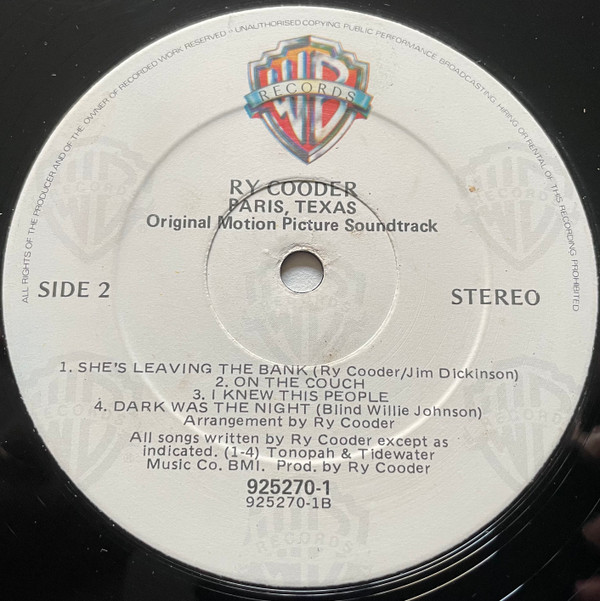 ALL RIGHTS OF THE PRODUCER AND OF THE OWNER OF RECORDED WORK RESERVED - UNAUTHORISED COPYING PUBLIC PERFORMANCE BROADCASTING HIRING OR RENTAL OF THIS RECORDING PROHIBITED
WB
RECORDS
RY COODER
PARIS, TEXAS
Original Motion Picture Soundtrack
SIDE 2
STEREO
1. SHE'S LEAVING THE BANK (Ry Cooder/Jim Dickinson)
2. ON THE COUCH
3. I KNEW THIS PEOPLE
4. DARK WAS THE NIGHT (Blind Willie Johnson)
Arrangement by Ry Cooder
All songs written by Ry Cooder except as
indicated. (1-4) Tonopah & Tidewater
Music Co. BMI. Prod. by Ry Cooder
925270-1
925270-1B